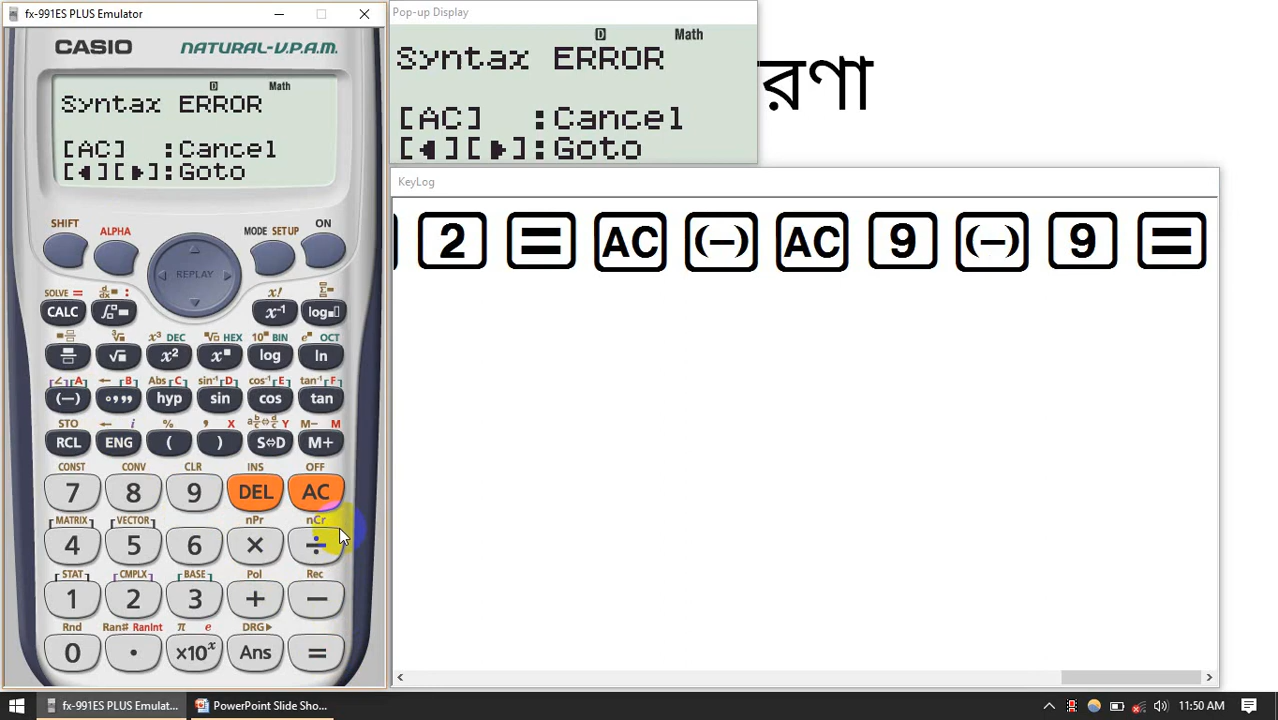 fx-991ES PLUS Emulator
CASIO
NATURAL-V.P.A.M.
D Math
Syntax ERROR
[AC] :Cancel
[◀][▶]:Goto
Pop-up Display
D Math
Syntax ERROR
[AC] :Cancel
[◀][▶]:Goto
রণা
KeyLog
2 = AC (−) AC 9 (−) 9 =
SHIFT ALPHA MODE SETUP ON
REPLAY
SOLVE = d/dx : x! Σ
CALC ∫ x⁻¹ log
³√ x³ DEC √ HEX 10 BIN e OCT
√ x² x log ln
∠ A ← B Abs C sin⁻¹ D cos⁻¹ E tan⁻¹ F
(−) hyp sin cos tan
STO ← i % , X a b/c⇔d/c Y M− M
RCL ENG ( ) S⇔D M+
CONST CONV CLR INS OFF
7 8 9 DEL AC
MATRIX VECTOR nPr nCr
4 5 6 × ÷
STAT CMPLX BASE Pol Rec
1 2 3 + −
Rnd Ran# RanInt π e DRG▶
0 . ×10ˣ Ans =
fx-991ES PLUS Emulat...
PowerPoint Slide Sho...
11:50 AM